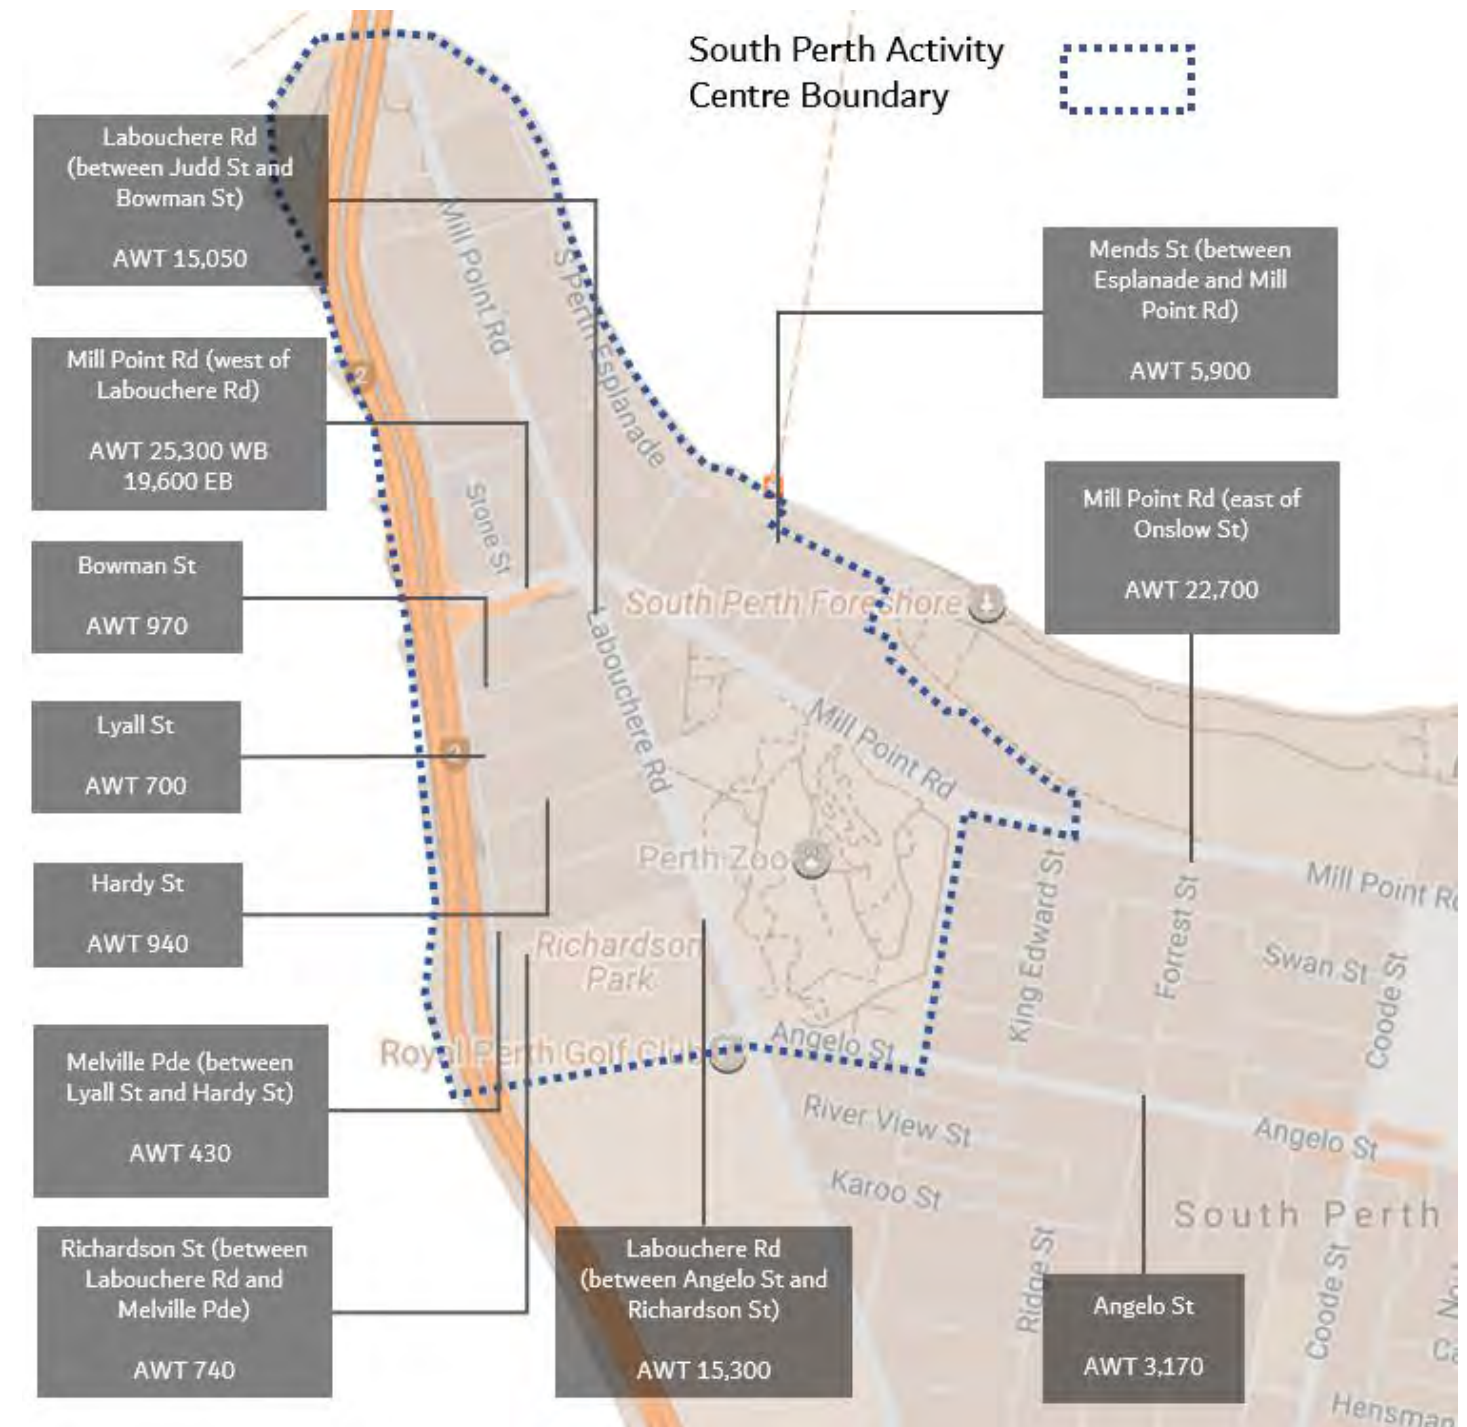 South Perth Activity
Centre Boundary
Labouchere Rd
(between Judd St and
Bowman St)
AWT 15,050
Mends St (between
Esplanade and Mill
Point Rd)
AWT 5,900
Mill Point Rd (west of
Labouchere Rd)
AWT 25,300 WB
19,600 EB
Mill Point Rd (east of
Onslow St)
AWT 22,700
Bowman St
AWT 970
Lyall St
AWT 700
Hardy St
AWT 940
Melville Pde (between
Lyall St and Hardy St)
AWT 430
Richardson St (between
Labouchere Rd and
Melville Pde)
AWT 740
Labouchere Rd
(between Angelo St and
Richardson St)
AWT 15,300
Angelo St
AWT 3,170
Mill Point Rd
S Perth Esplanade
2
Stone St
South Perth Foreshore
Labouchere Rd
Mill Point Rd
2
Perth Zoo
King Edward St
Forrest St
Mill Point Rd
Swan St
Coode St
Richardson
Park
Royal Perth Golf Club
Angelo St
River View St
Angelo St
Karoo St
South Perth
Ridge St
Coode St
Hensman